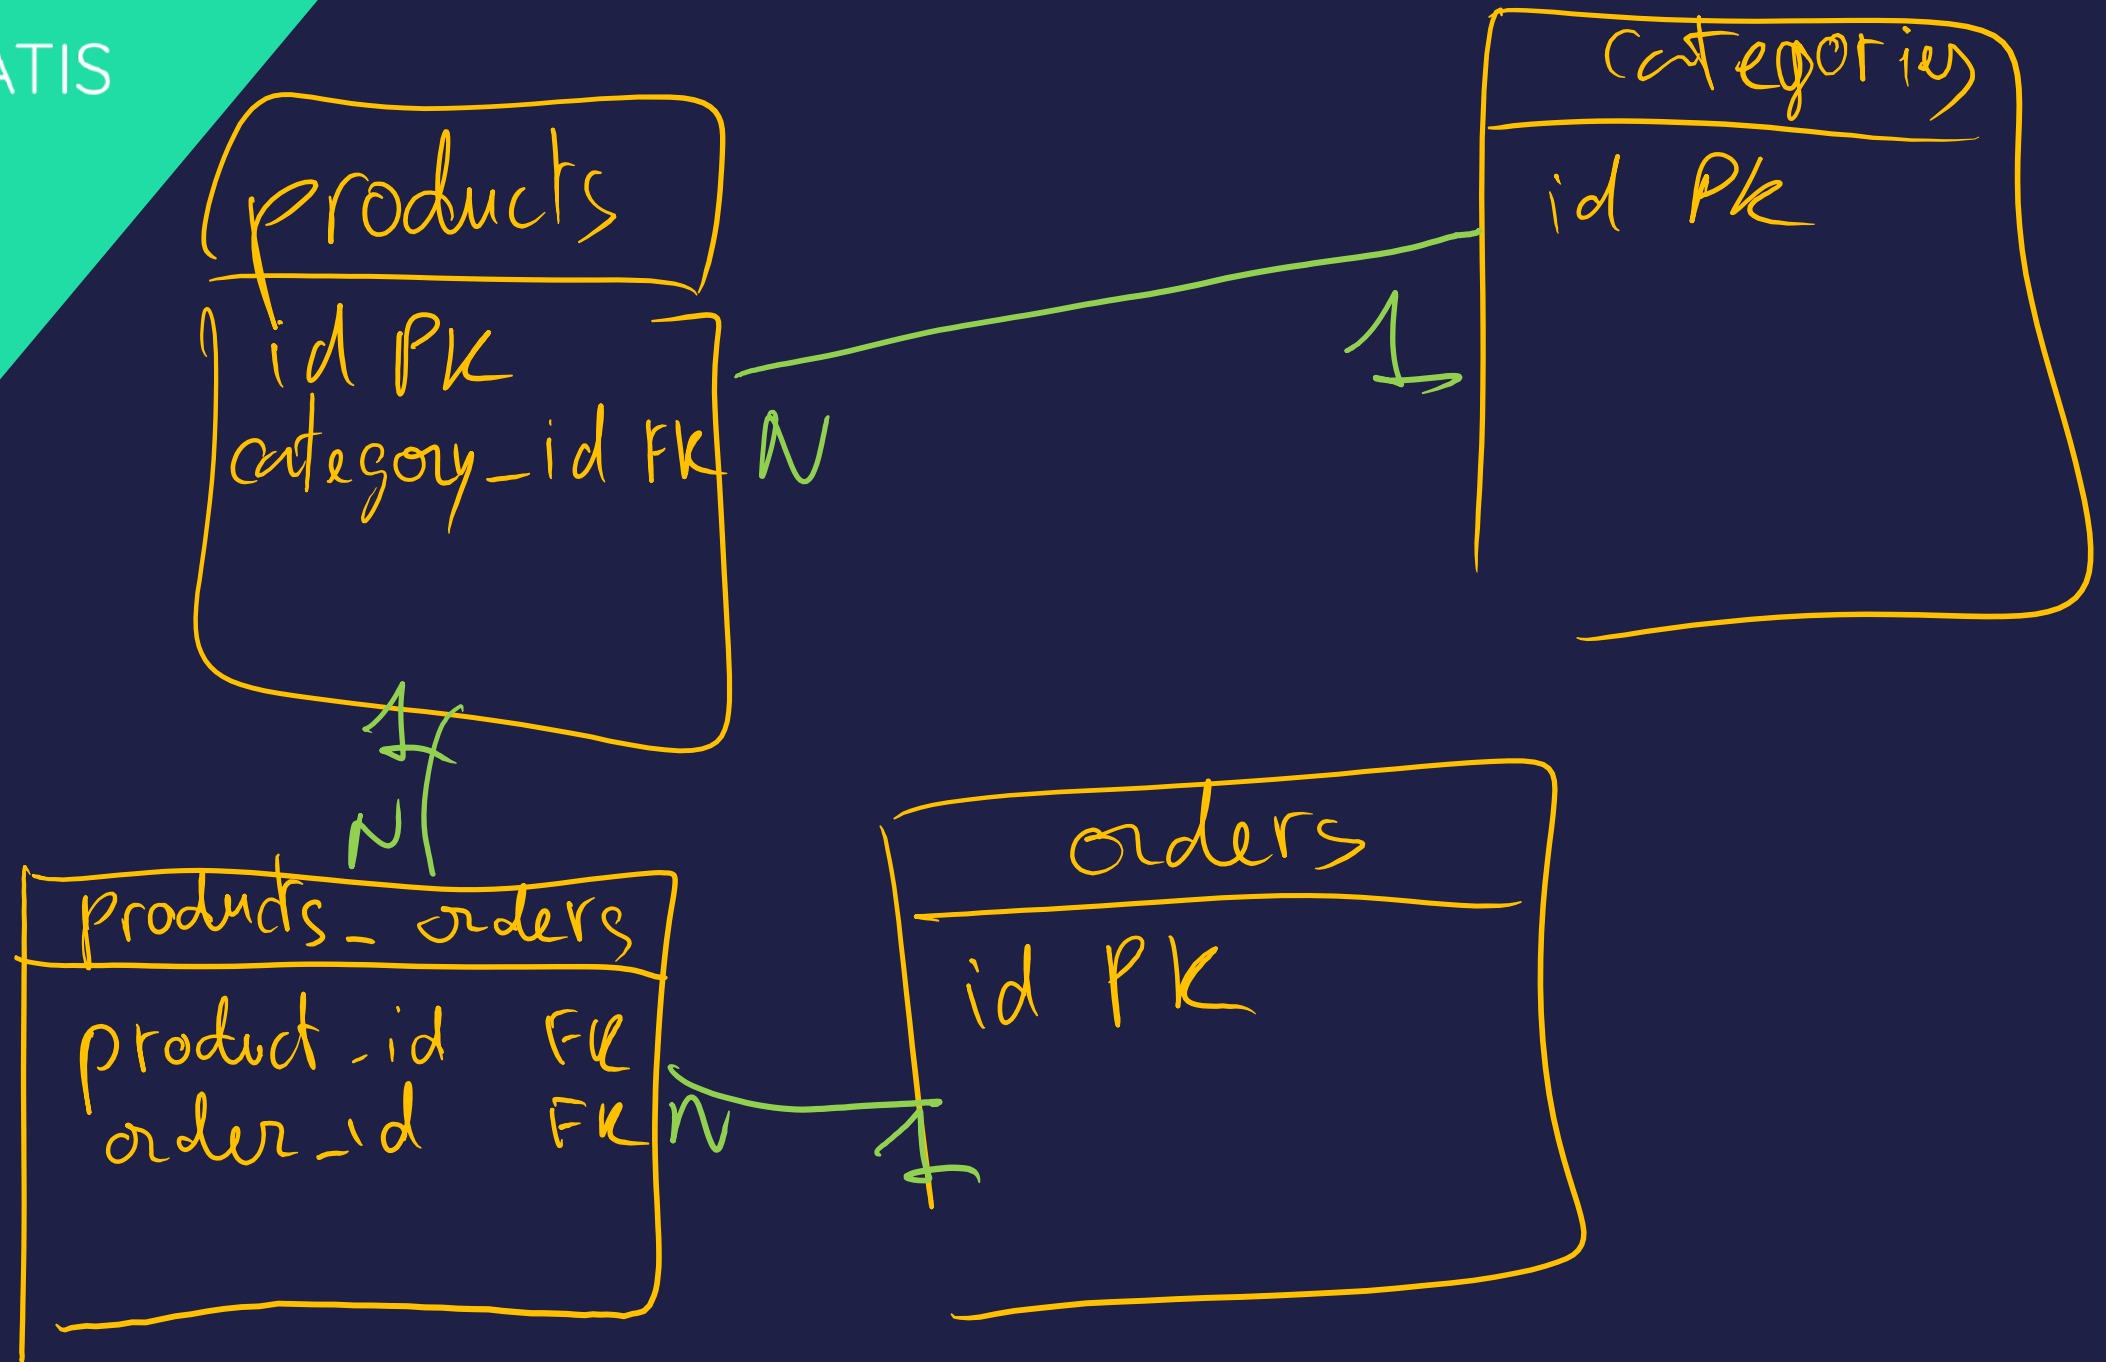 ATIS
products
id PK
category_id FK
N
1
categories
id PK
1
N
products_orders
product_id FK
order_id FK
N
1
orders
id PK